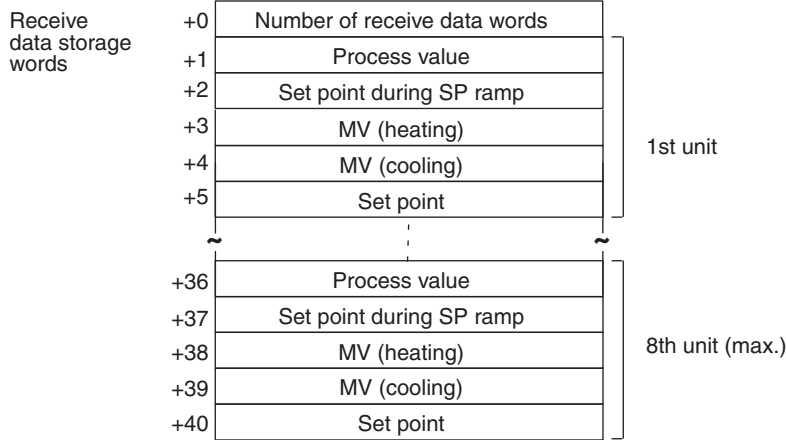 Receive
data storage
words
+0 Number of receive data words
+1 Process value
+2 Set point during SP ramp
+3 MV (heating)
+4 MV (cooling)
+5 Set point
1st unit
+36 Process value
+37 Set point during SP ramp
+38 MV (heating)
+39 MV (cooling)
+40 Set point
8th unit (max.)